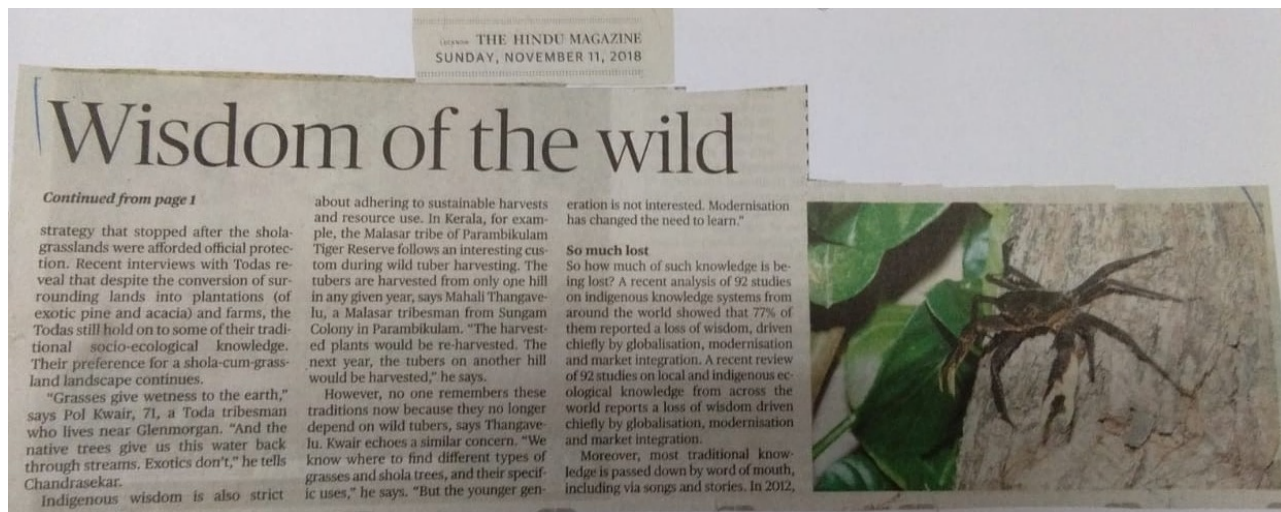 LUCKNOW THE HINDU MAGAZINE
SUNDAY, NOVEMBER 11, 2018
Wisdom of the wild
Continued from page 1
strategy that stopped after the shola-
grasslands were afforded official protec-
tion. Recent interviews with Todas re-
veal that despite the conversion of sur-
rounding lands into plantations (of
exotic pine and acacia) and farms, the
Todas still hold on to some of their tradi-
tional socio-ecological knowledge.
Their preference for a shola-cum-grass-
land landscape continues.
"Grasses give wetness to the earth,"
says Pol Kwair, 71, a Toda tribesman
who lives near Glenmorgan. "And the
native trees give us this water back
through streams. Exotics don't," he tells
Chandrasekar.
Indigenous wisdom is also strict
about adhering to sustainable harvests
and resource use. In Kerala, for exam-
ple, the Malasar tribe of Parambikulam
Tiger Reserve follows an interesting cus-
tom during wild tuber harvesting. The
tubers are harvested from only one hill
in any given year, says Mahali Thangave-
lu, a Malasar tribesman from Sungam
Colony in Parambikulam. "The harvest-
ed plants would be re-harvested. The
next year, the tubers on another hill
would be harvested," he says.
However, no one remembers these
traditions now because they no longer
depend on wild tubers, says Thangave-
lu. Kwair echoes a similar concern. "We
know where to find different types of
grasses and shola trees, and their specif-
ic uses," he says. "But the younger gen-
eration is not interested. Modernisation
has changed the need to learn."
So much lost
So how much of such knowledge is be-
ing lost? A recent analysis of 92 studies
on indigenous knowledge systems from
around the world showed that 77% of
them reported a loss of wisdom, driven
chiefly by globalisation, modernisation
and market integration. A recent review
of 92 studies on local and indigenous ec-
ological knowledge from across the
world reports a loss of wisdom driven
chiefly by globalisation, modernisation
and market integration.
Moreover, most traditional know-
ledge is passed down by word of mouth,
including via songs and stories. In 2012,